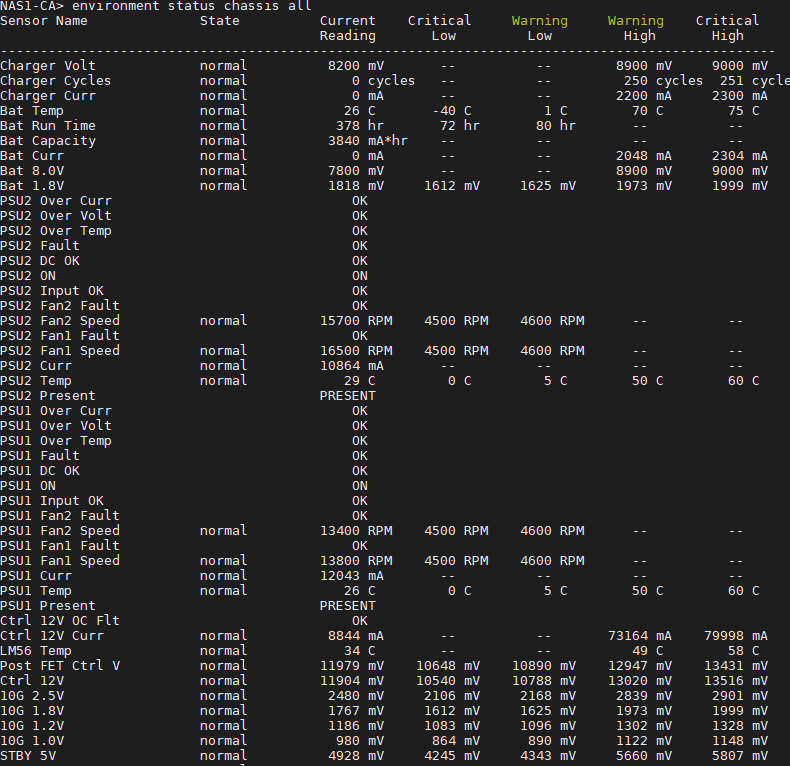 NAS1-CA> environment status chassis all
Sensor Name              State         Current    Critical     Warning     Warning    Critical
                                       Reading       Low         Low         High       High
-------------------------------------------------------------------------------------------------
Charger Volt             normal          8200 mV       --          --        8900 mV    9000 mV
Charger Cycles           normal             0 cycles   --          --         250 cycles  251 cycle
Charger Curr             normal             0 mA       --          --        2200 mA    2300 mA
Bat Temp                 normal            26 C       -40 C         1 C        70 C       75 C
Bat Run Time             normal           378 hr       72 hr       80 hr       --         --
Bat Capacity             normal          3840 mA*hr    --          --          --         --
Bat Curr                 normal             0 mA       --          --        2048 mA    2304 mA
Bat 8.0V                 normal          7800 mV       --          --        8900 mV    9000 mV
Bat 1.8V                 normal          1818 mV     1612 mV     1625 mV     1973 mV    1999 mV
PSU2 Over Curr                              OK
PSU2 Over Volt                              OK
PSU2 Over Temp                              OK
PSU2 Fault                                  OK
PSU2 DC OK                                  OK
PSU2 ON                                     ON
PSU2 Input OK                               OK
PSU2 Fan2 Fault                             OK
PSU2 Fan2 Speed          normal         15700 RPM    4500 RPM    4600 RPM      --         --
PSU2 Fan1 Fault                             OK
PSU2 Fan1 Speed          normal         16500 RPM    4500 RPM    4600 RPM      --         --
PSU2 Curr                normal         10864 mA       --          --          --         --
PSU2 Temp                normal            29 C         0 C         5 C        50 C       60 C
PSU2 Present                            PRESENT
PSU1 Over Curr                              OK
PSU1 Over Volt                              OK
PSU1 Over Temp                              OK
PSU1 Fault                                  OK
PSU1 DC OK                                  OK
PSU1 ON                                     ON
PSU1 Input OK                               OK
PSU1 Fan2 Fault                             OK
PSU1 Fan2 Speed          normal         13400 RPM    4500 RPM    4600 RPM      --         --
PSU1 Fan1 Fault                             OK
PSU1 Fan1 Speed          normal         13800 RPM    4500 RPM    4600 RPM      --         --
PSU1 Curr                normal         12043 mA       --          --          --         --
PSU1 Temp                normal            26 C         0 C         5 C        50 C       60 C
PSU1 Present                            PRESENT
Ctrl 12V OC Flt                             OK
Ctrl 12V Curr            normal          8844 mA       --          --       73164 mA   79998 mA
LM56 Temp                normal            34 C        --          --          49 C       58 C
Post FET Ctrl V          normal         11979 mV    10648 mV    10890 mV    12947 mV   13431 mV
Ctrl 12V                 normal         11904 mV    10540 mV    10788 mV    13020 mV   13516 mV
10G 2.5V                 normal          2480 mV     2106 mV     2168 mV     2839 mV    2901 mV
10G 1.8V                 normal          1767 mV     1612 mV     1625 mV     1973 mV    1999 mV
10G 1.2V                 normal          1186 mV     1083 mV     1096 mV     1302 mV    1328 mV
10G 1.0V                 normal           980 mV      864 mV      890 mV     1122 mV    1148 mV
STBY 5V                  normal          4928 mV     4245 mV     4343 mV     5660 mV    5807 mV